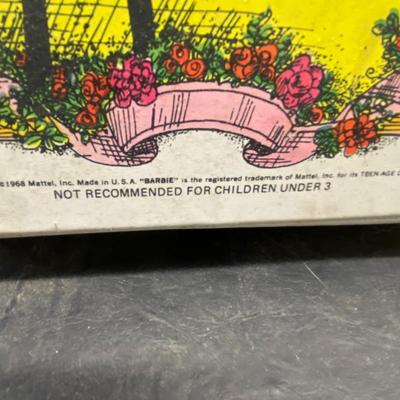 ©1968 Mattel, Inc. Made in U.S.A. "BARBIE" is the registered trademark of Mattel, Inc. for its TEEN-AGE
NOT RECOMMENDED FOR CHILDREN UNDER 3